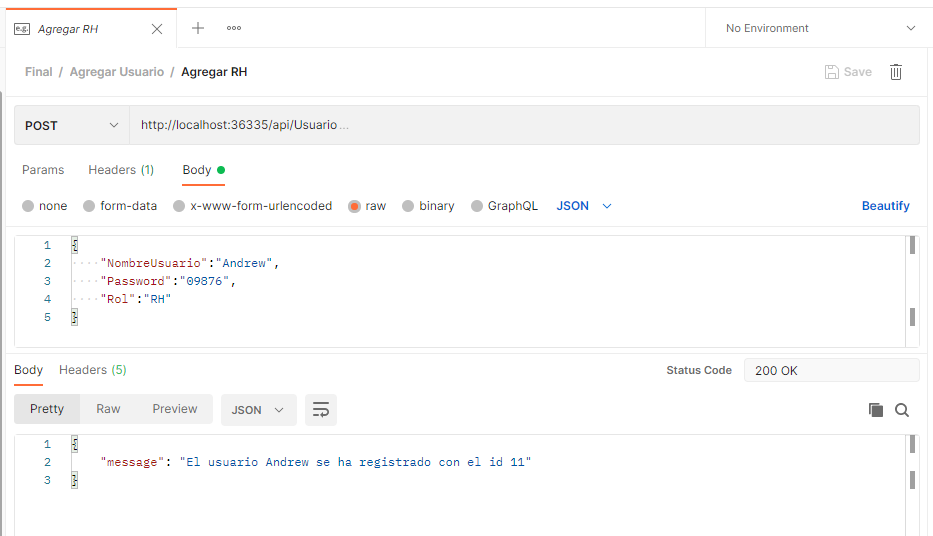 e.g. Agregar RH
No Environment
Final / Agregar Usuario / Agregar RH
Save
POST
http://localhost:36335/api/Usuario ...
Params Headers (1) Body
none form-data x-www-form-urlencoded raw binary GraphQL JSON Beautify
1 {
2 "NombreUsuario":"Andrew",
3 "Password":"09876",
4 "Rol":"RH"
5 }
Body Headers (5) Status Code 200 OK
Pretty Raw Preview JSON
1 {
2 "message": "El usuario Andrew se ha registrado con el id 11"
3 }